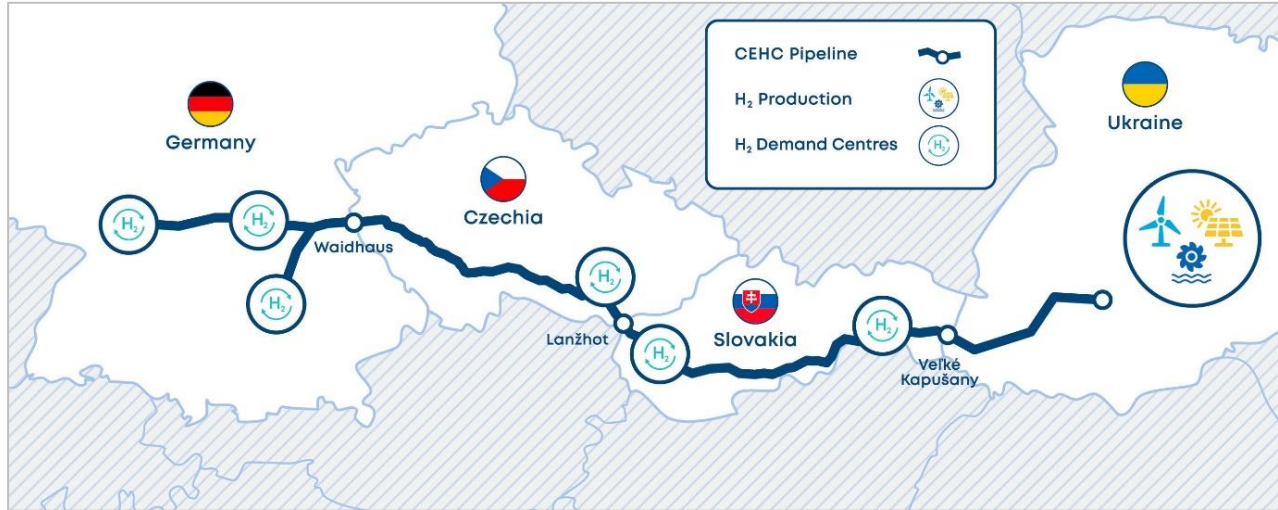 CEHC Pipeline
H₂ Production
H₂ Demand Centres
Germany
Czechia
Slovakia
Ukraine
H₂
H₂
H₂
Waidhaus
H₂
Lanžhot
H₂
H₂
Veľké
Kapušany
H₂